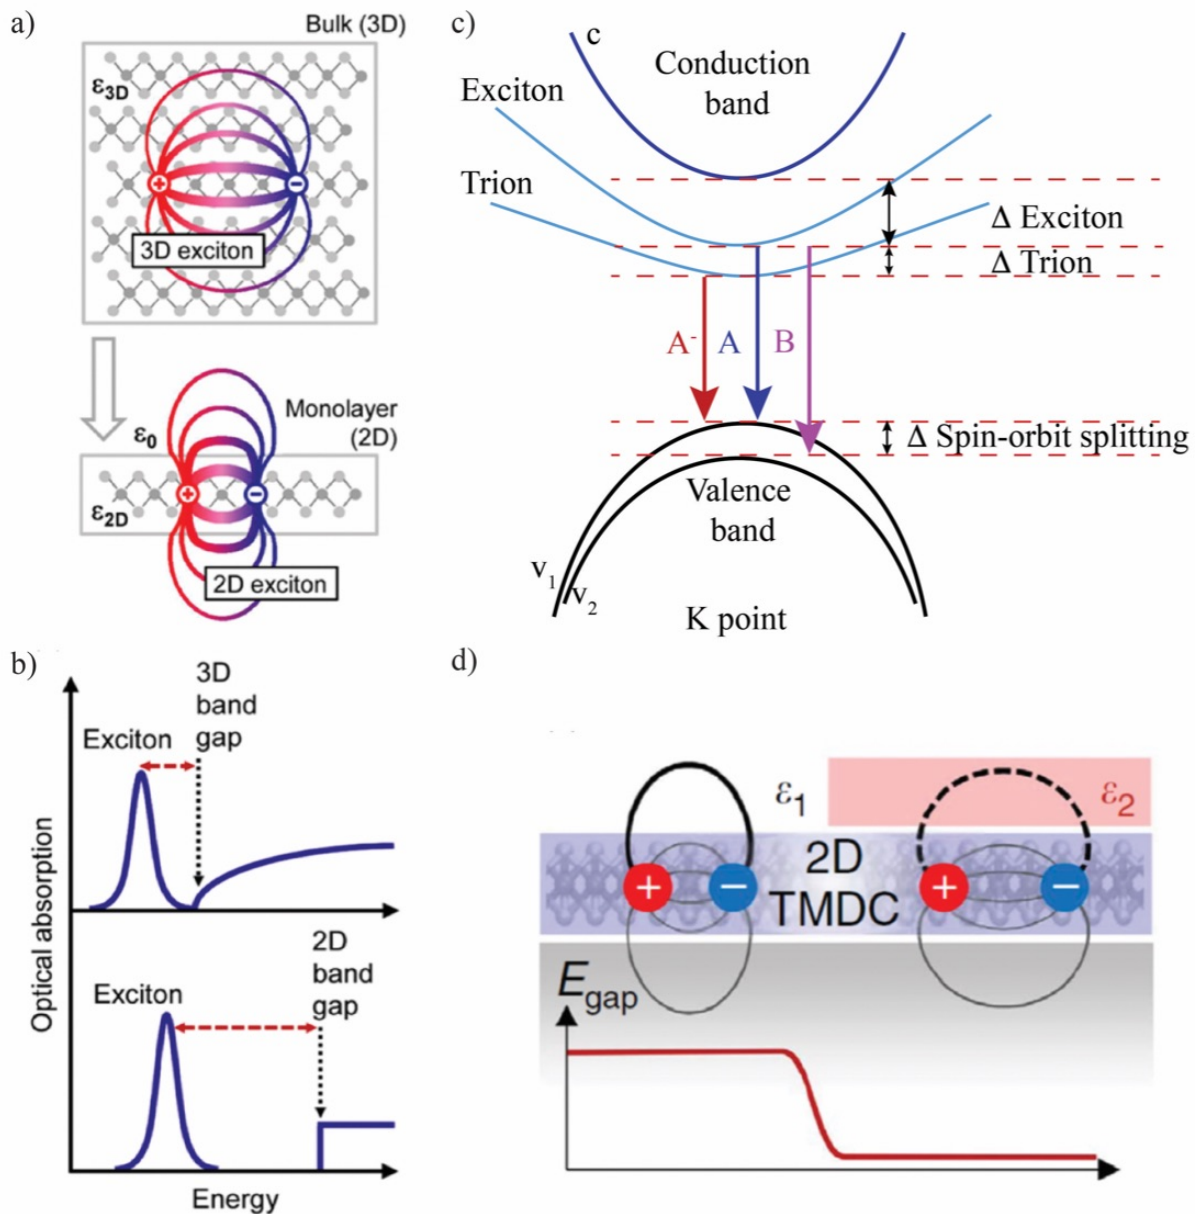 a)
Bulk (3D)
ε3D
+
−
3D exciton
Monolayer
(2D)
ε0
+
−
ε2D
2D exciton
b)
3D
band
gap
Exciton
2D
band
gap
Exciton
Optical absorption
Energy
c)
c
Conduction
band
Exciton
Trion
Δ Exciton
Δ Trion
A-
A
B
Δ Spin-orbit splitting
Valence
band
v1
v2
K point
d)
ε1
ε2
2D
+
−
+
−
TMDC
Egap